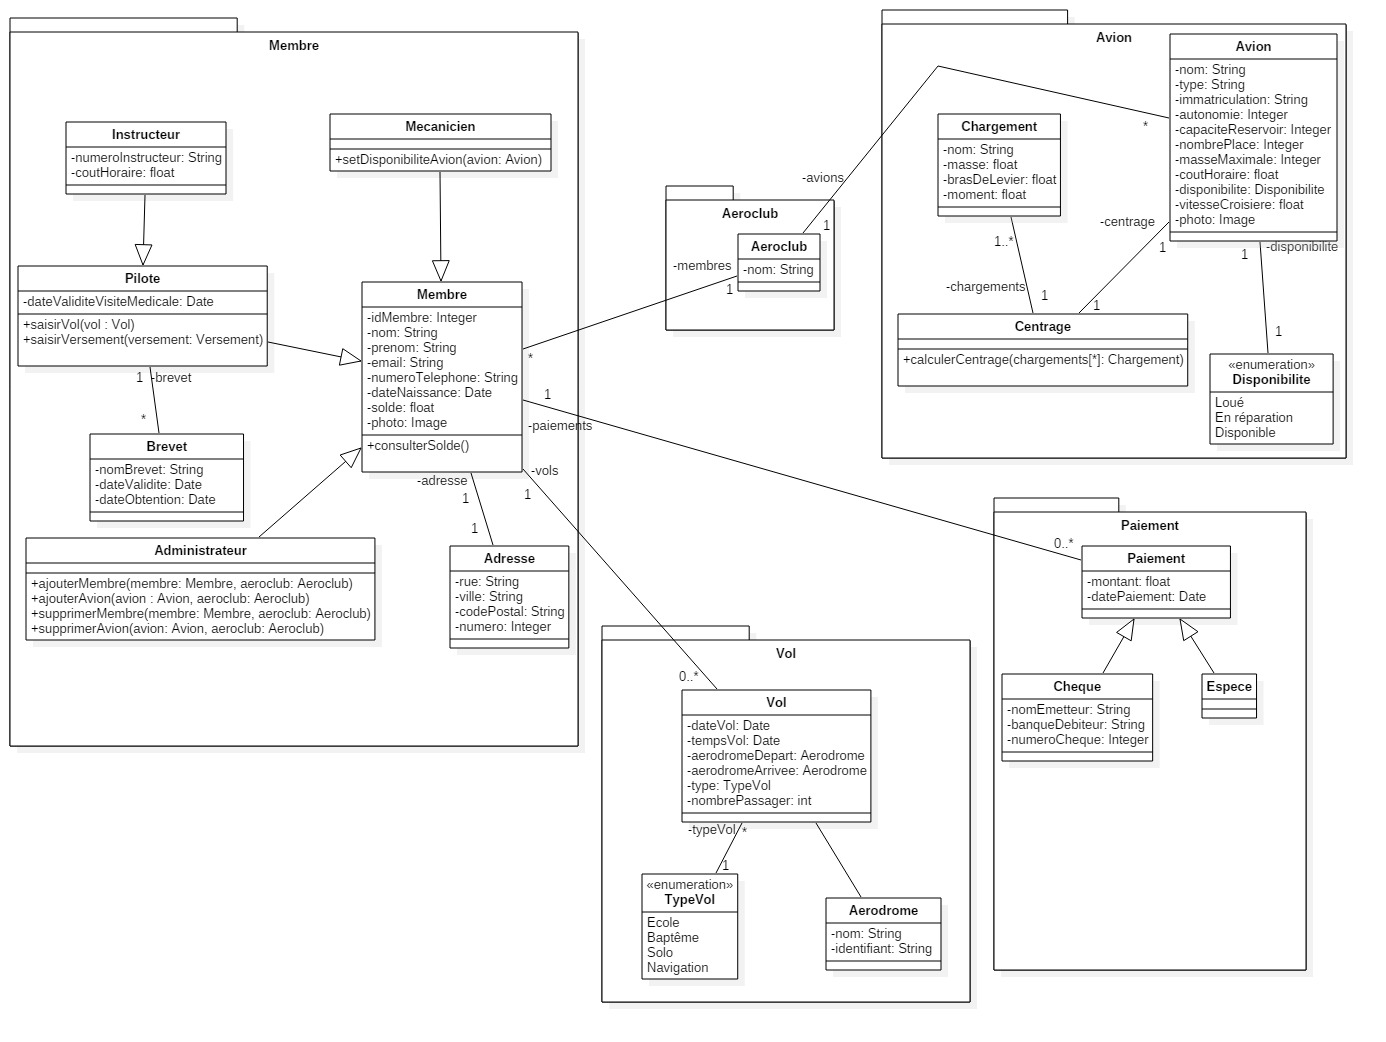 Membre
Instructeur
-numeroInstructeur: String
-coutHoraire: float
Mecanicien
+setDisponibiliteAvion(avion: Avion)
Pilote
-dateValiditeVisiteMedicale: Date
+saisirVol(vol : Vol)
+saisirVersement(versement: Versement)
1
-brevet
*
Brevet
-nomBrevet: String
-dateValidite: Date
-dateObtention: Date
Membre
-idMembre: Integer
-nom: String
-prenom: String
-email: String
-numeroTelephone: String
-dateNaissance: Date
-solde: float
-photo: Image
+consulterSolde()
Administrateur
+ajouterMembre(membre: Membre, aeroclub: Aeroclub)
+ajouterAvion(avion : Avion, aeroclub: Aeroclub)
+supprimerMembre(membre: Membre, aeroclub: Aeroclub)
+supprimerAvion(avion: Avion, aeroclub: Aeroclub)
-adresse
1
1
Adresse
-rue: String
-ville: String
-codePostal: String
-numero: Integer
Aeroclub
Aeroclub
-nom: String
-avions
1
*
-membres
1
*
1
-paiements
0..*
-vols
1
0..*
Avion
Avion
-nom: String
-type: String
-immatriculation: String
-autonomie: Integer
-capaciteReservoir: Integer
-nombrePlace: Integer
-masseMaximale: Integer
-coutHoraire: float
-disponibilite: Disponibilite
-vitesseCroisiere: float
-photo: Image
Chargement
-nom: String
-masse: float
-brasDeLevier: float
-moment: float
1..*
-chargements
1
-centrage
1
1
1
-disponibilite
1
Centrage
+calculerCentrage(chargements[*]: Chargement)
«enumeration»
Disponibilite
Loué
En réparation
Disponible
Paiement
Paiement
-montant: float
-datePaiement: Date
Cheque
-nomEmetteur: String
-banqueDebiteur: String
-numeroCheque: Integer
Espece
Vol
Vol
-dateVol: Date
-tempsVol: Date
-aerodromeDepart: Aerodrome
-aerodromeArrivee: Aerodrome
-type: TypeVol
-nombrePassager: int
-typeVol
*
1
«enumeration»
TypeVol
Ecole
Baptême
Solo
Navigation
Aerodrome
-nom: String
-identifiant: String